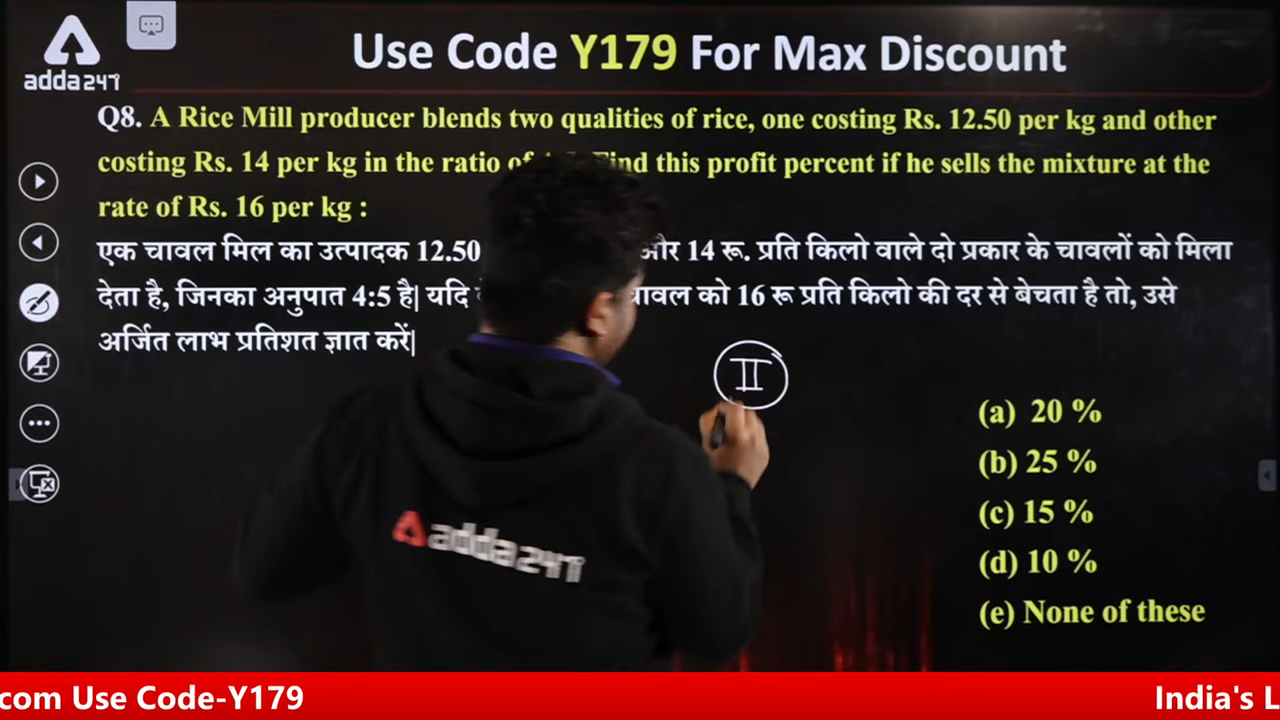 Use Code Y179 For Max Discount
adda247
Q8. A Rice Mill producer blends two qualities of rice, one costing Rs. 12.50 per kg and other
costing Rs. 14 per kg in the ratio of Find this profit percent if he sells the mixture at the
rate of Rs. 16 per kg :
एक चावल मिल का उत्पादक 12.50 और 14 रू. प्रति किलो वाले दो प्रकार के चावलों को मिला
देता है, जिनका अनुपात 4:5 है| यदि चावल को 16 रू प्रति किलो की दर से बेचता है तो, उसे
अर्जित लाभ प्रतिशत ज्ञात करें|
II
(a) 20 %
(b) 25 %
(c) 15 %
(d) 10 %
(e) None of these
adda247
com Use Code-Y179
India's L